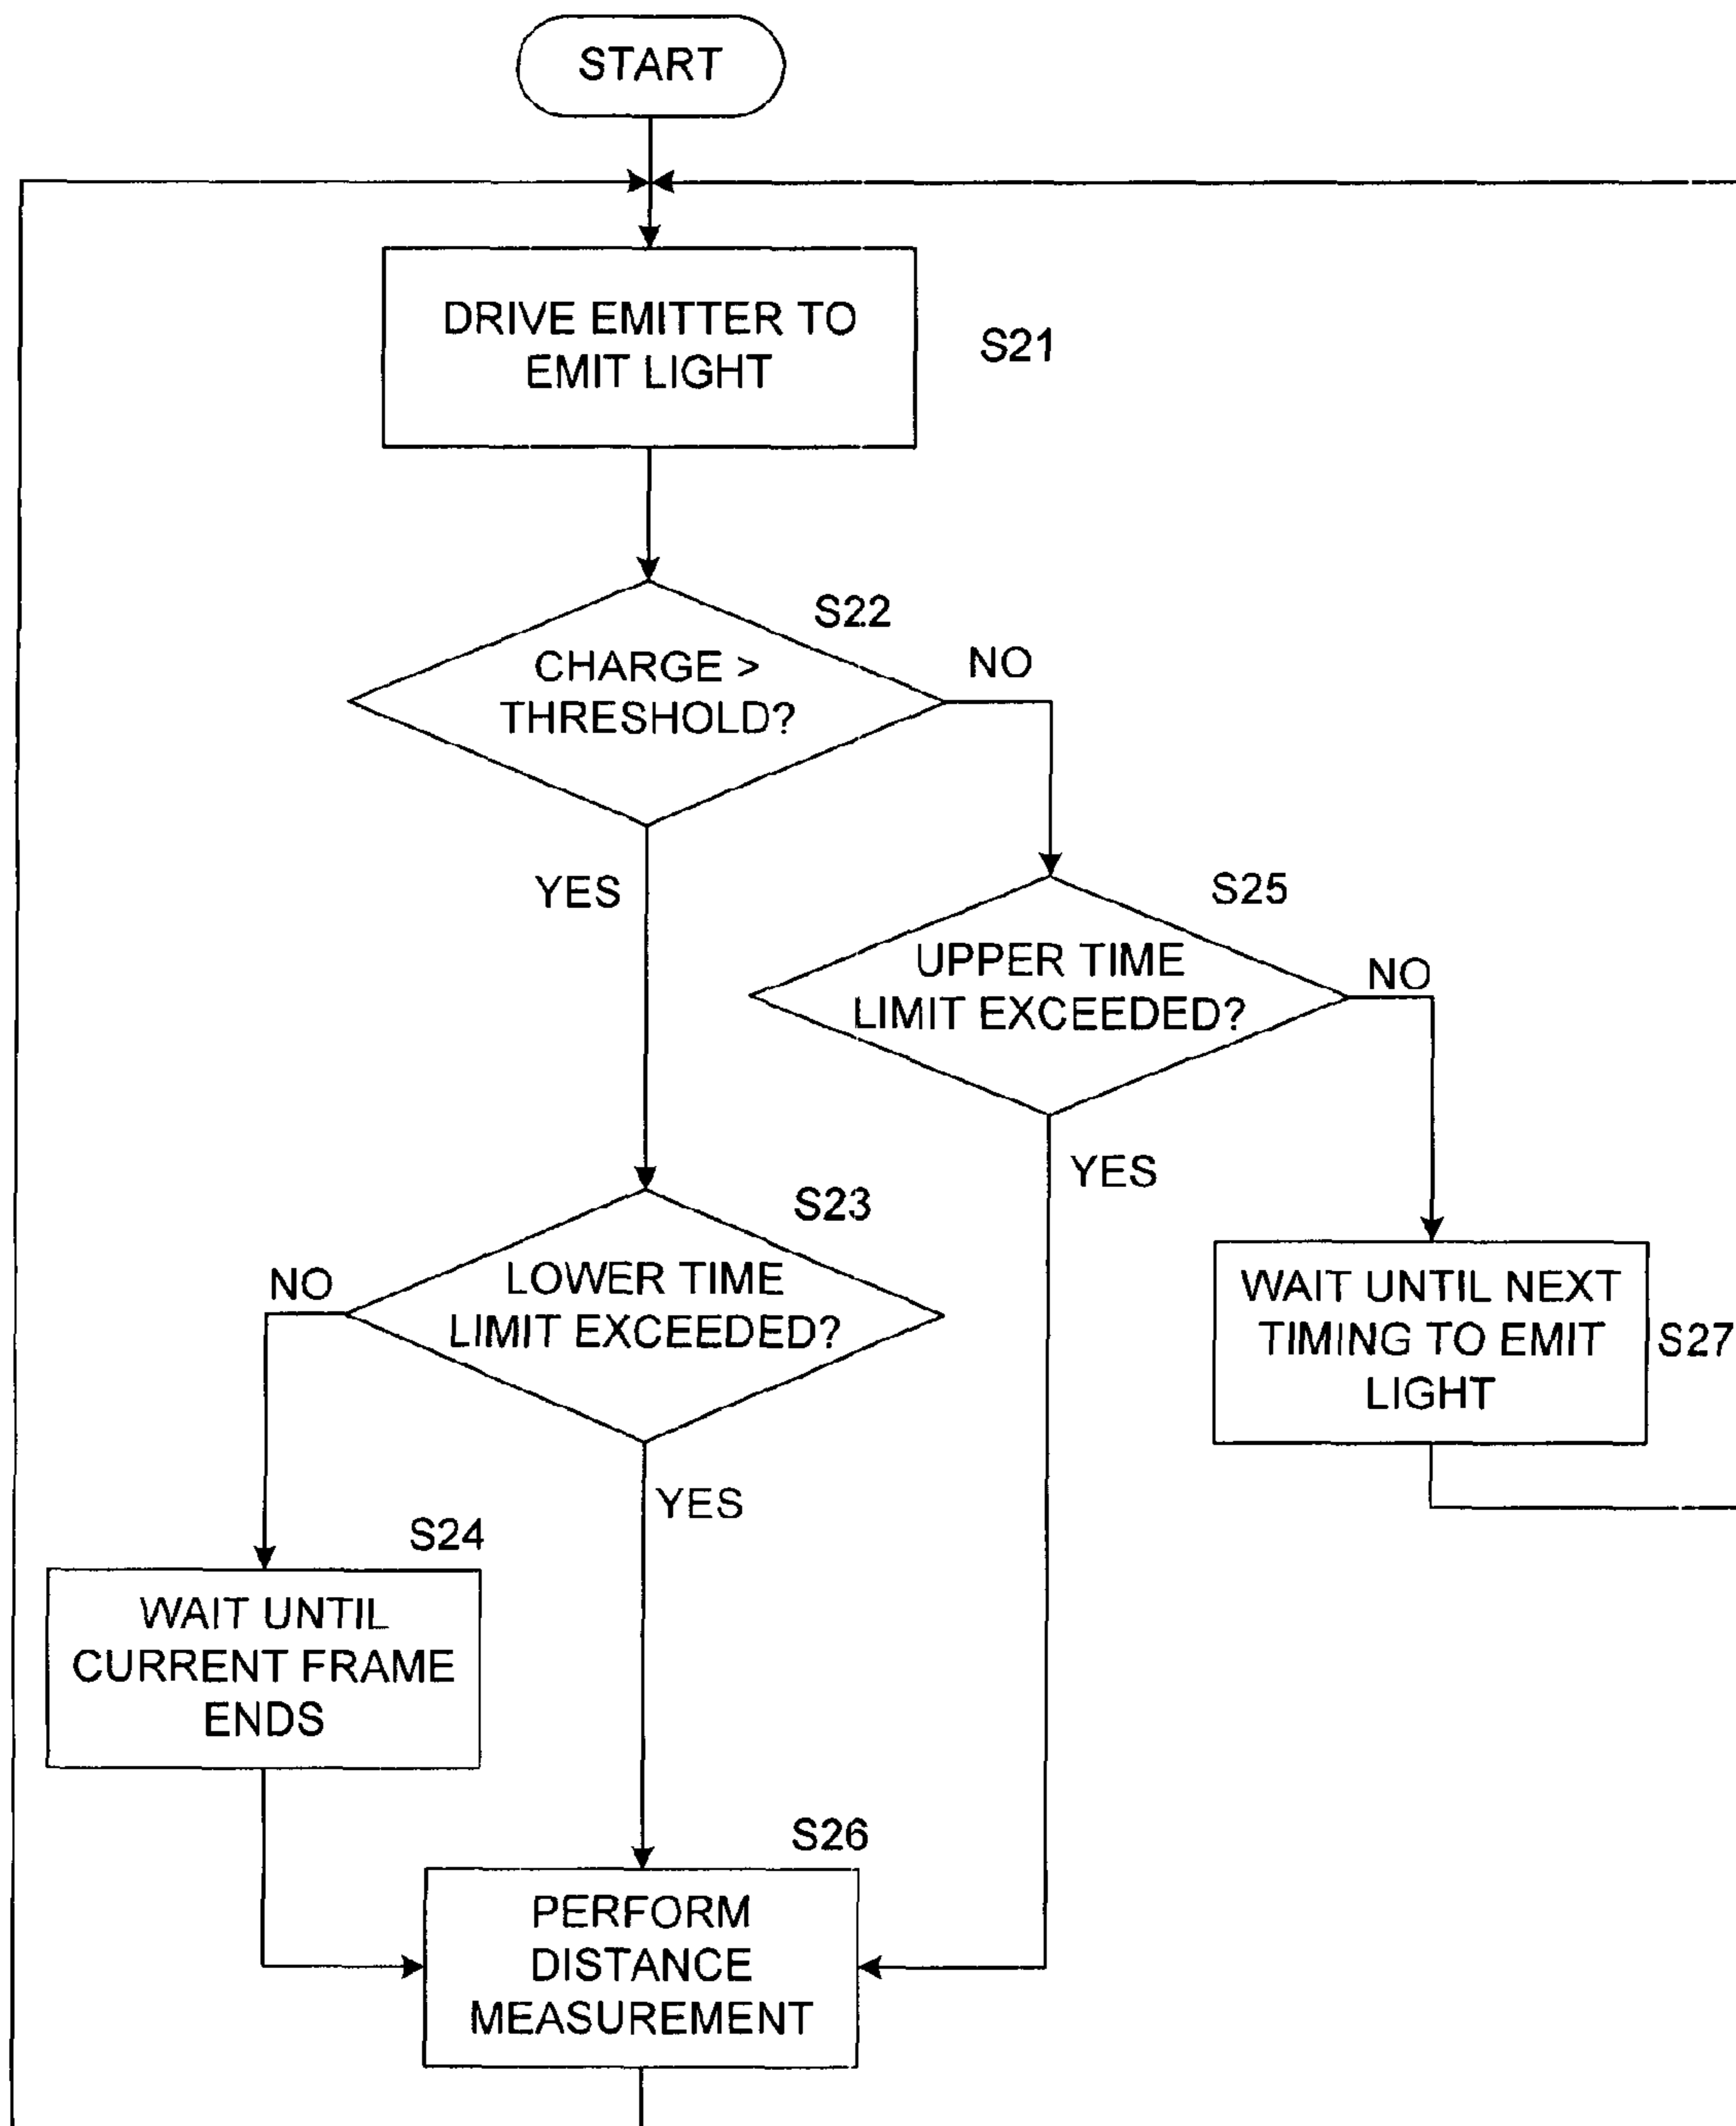 START
DRIVE EMITTER TO
EMIT LIGHT
S21
S22
CHARGE >
THRESHOLD?
NO
YES
S25
UPPER TIME
LIMIT EXCEEDED?
NO
YES
S23
LOWER TIME
LIMIT EXCEEDED?
NO
YES
WAIT UNTIL NEXT
TIMING TO EMIT
LIGHT
S27
S24
WAIT UNTIL
CURRENT FRAME
ENDS
S26
PERFORM
DISTANCE
MEASUREMENT